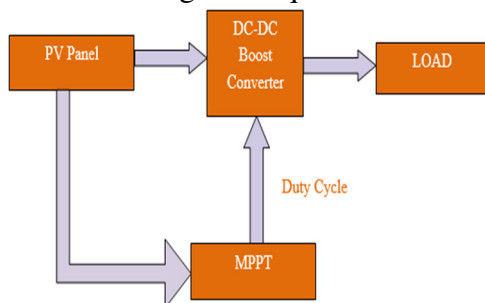 DC-DC
Boost
Converter
PV Panel
LOAD
Duty Cycle
MPPT